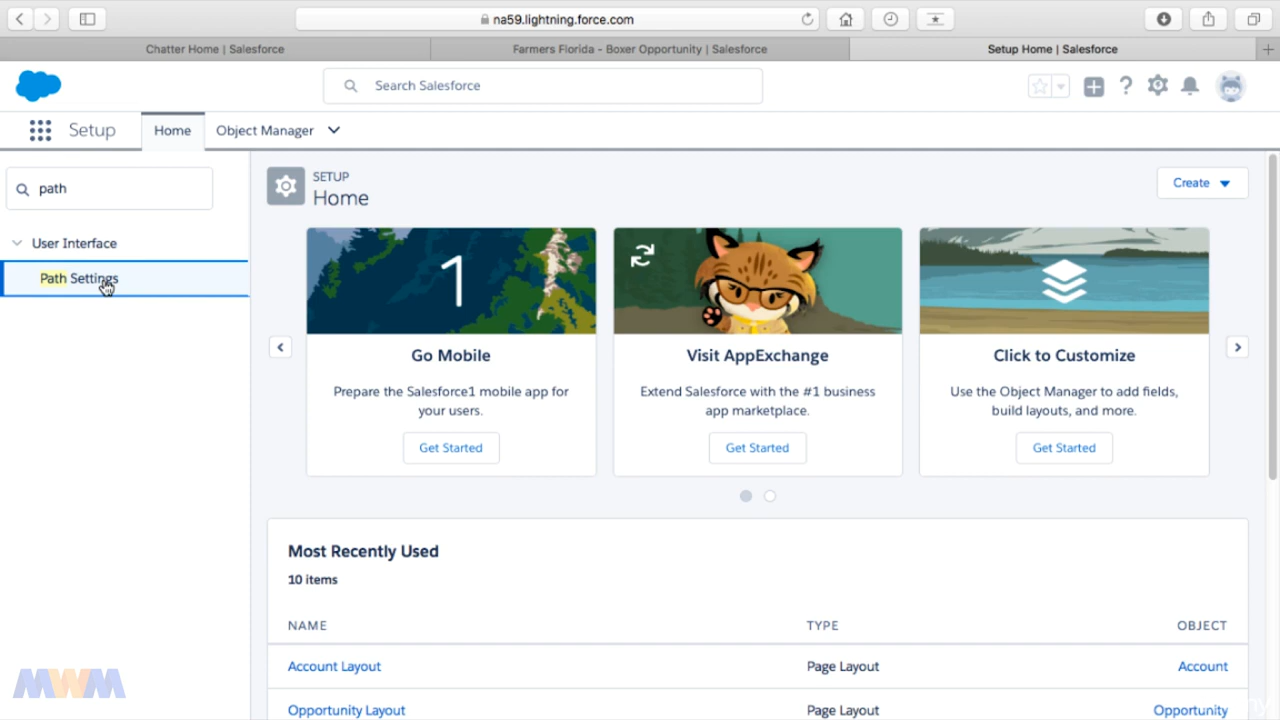 na59.lightning.force.com
Chatter Home | Salesforce
Farmers Florida - Boxer Opportunity | Salesforce
Setup Home | Salesforce
Search Salesforce
Setup
Home
Object Manager
path
User Interface
Path Settings
SETUP
Home
Create
1
Go Mobile
Prepare the Salesforce1 mobile app for
your users.
Get Started
Visit AppExchange
Extend Salesforce with the #1 business
app marketplace.
Get Started
Click to Customize
Use the Object Manager to add fields,
build layouts, and more.
Get Started
Most Recently Used
10 items
NAME TYPE OBJECT
Account Layout Page Layout Account
Opportunity Layout Page Layout Opportunity
MWM